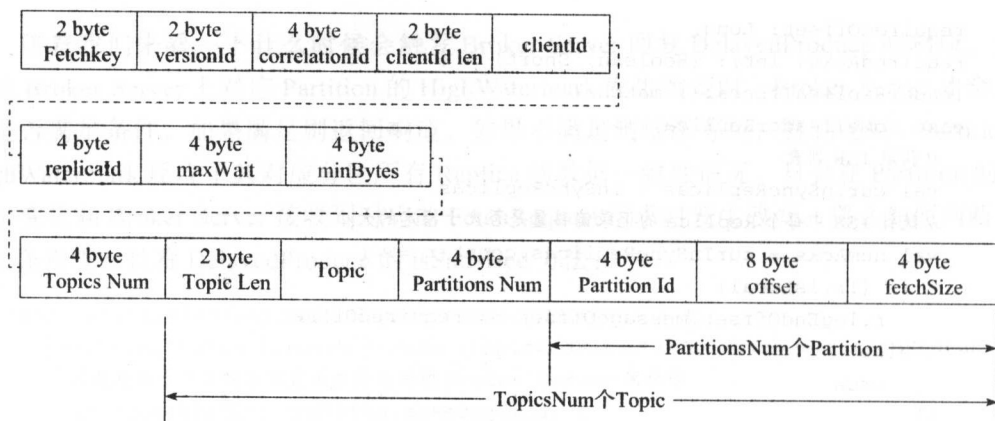 2 byte 2 byte 4 byte 2 byte clientId
Fetchkey versionId correlationId clientId len
4 byte 4 byte 4 byte
replicaId maxWait minBytes
4 byte 2 byte Topic 4 byte 4 byte 8 byte 4 byte
Topics Num Topic Len Partitions Num Partition Id offset fetchSize
PartitionsNum个Partition
TopicsNum个Topic